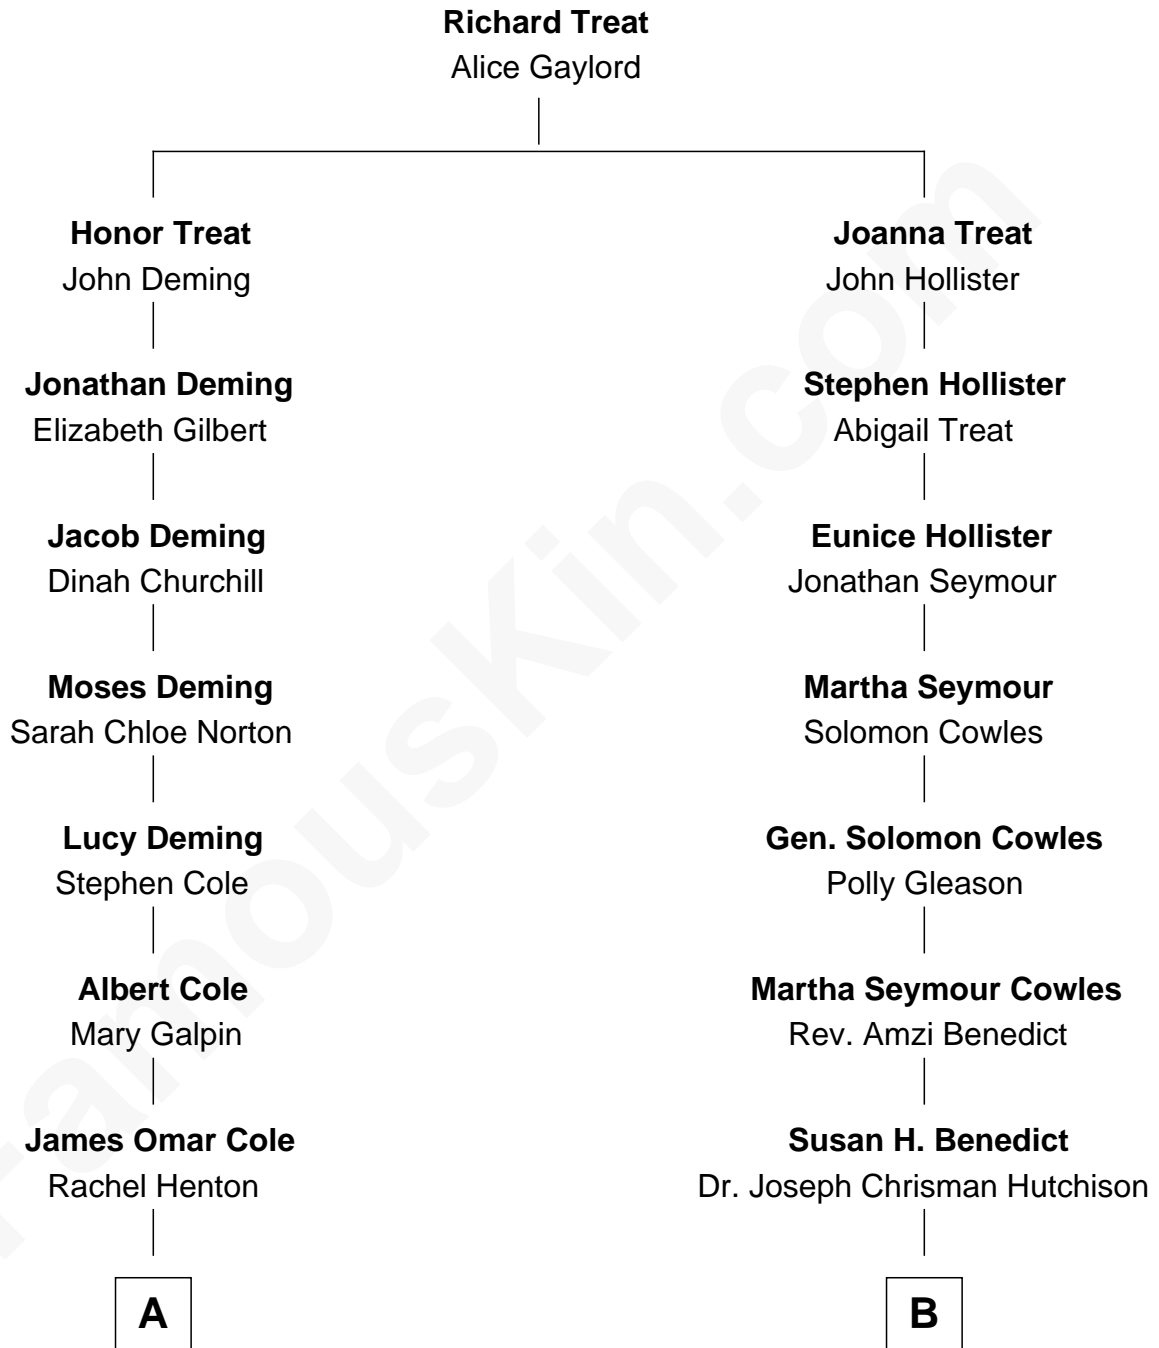 Richard Treat
Alice Gaylord
Honor Treat
John Deming
Joanna Treat
John Hollister
Jonathan Deming
Elizabeth Gilbert
Stephen Hollister
Abigail Treat
Jacob Deming
Dinah Churchill
Eunice Hollister
Jonathan Seymour
Moses Deming
Sarah Chloe Norton
Martha Seymour
Solomon Cowles
Lucy Deming
Stephen Cole
Gen. Solomon Cowles
Polly Gleason
Albert Cole
Mary Galpin
Martha Seymour Cowles
Rev. Amzi Benedict
James Omar Cole
Rachel Henton
Susan H. Benedict
Dr. Joseph Chrisman Hutchison
A
B
FamousKin.com